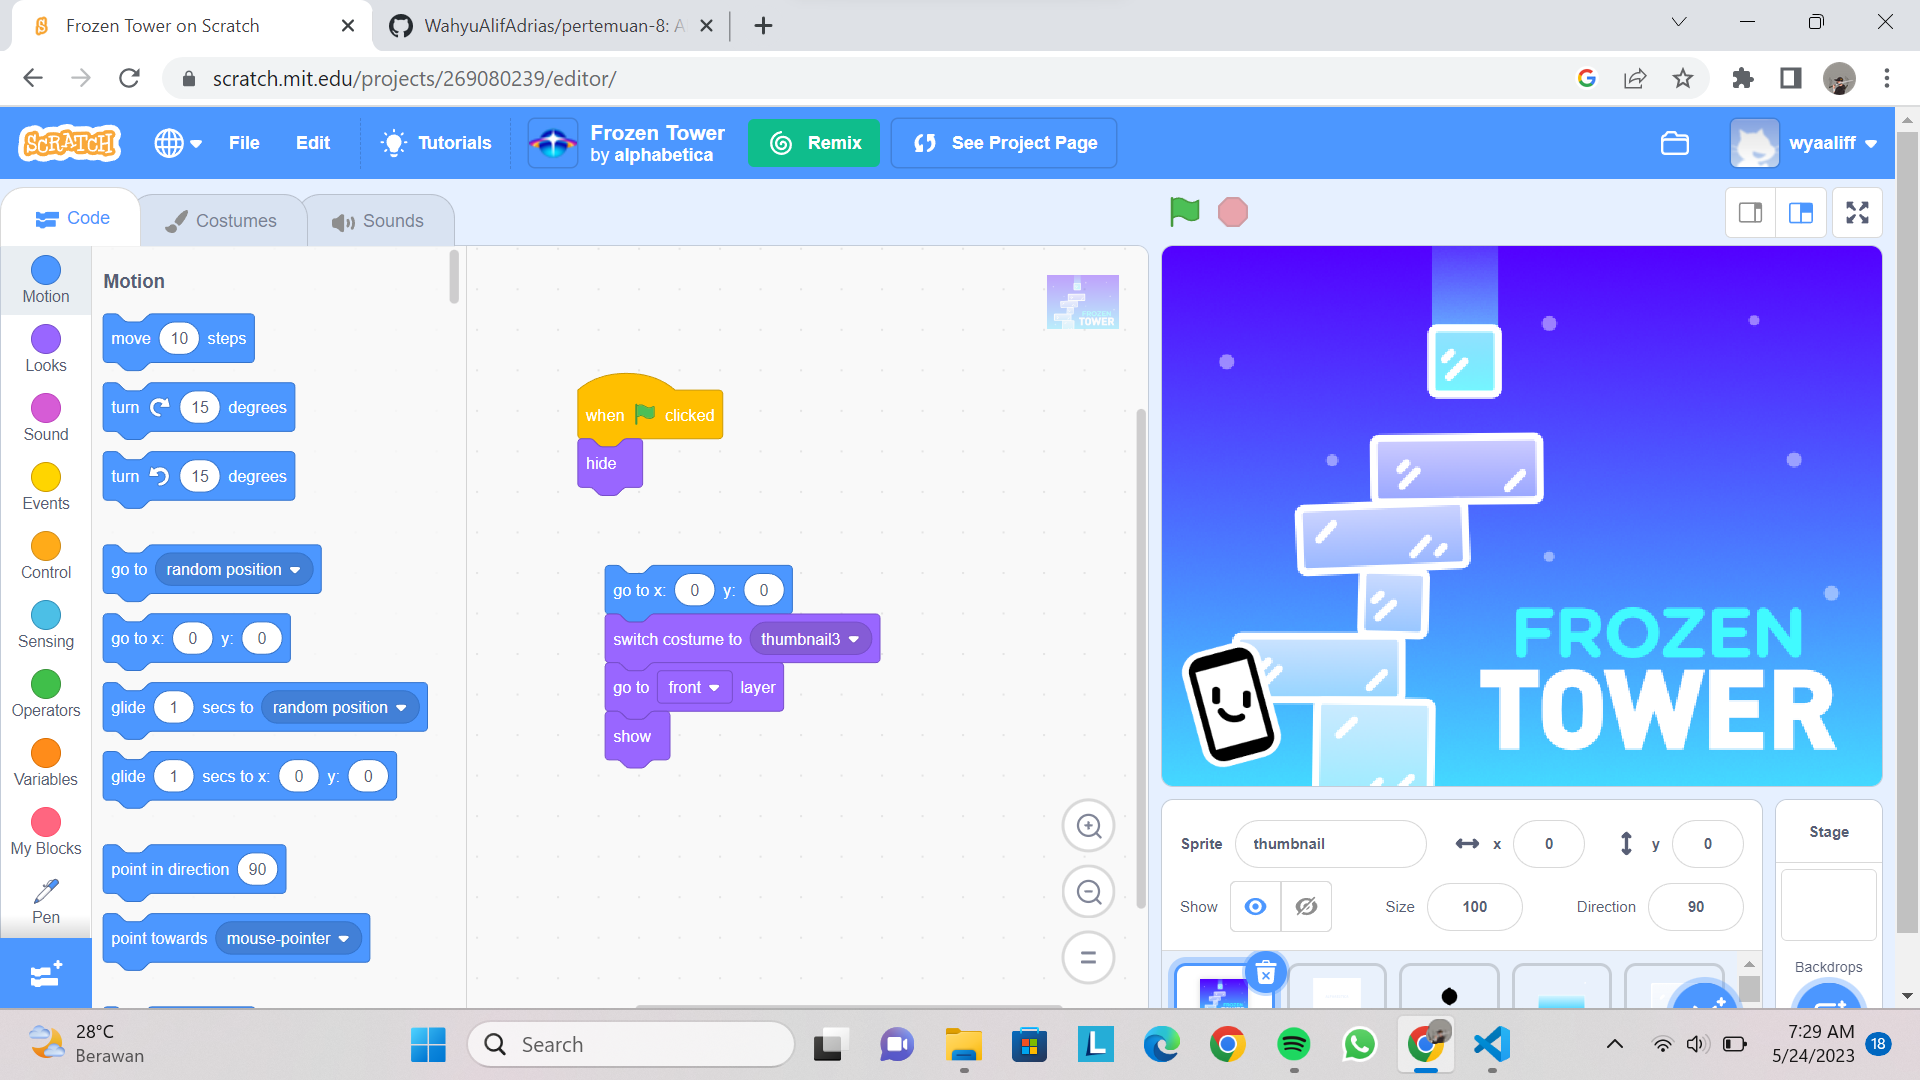 Frozen Tower on Scratch
WahyuAlifAdrias/pertemuan-8: A
scratch.mit.edu/projects/269080239/editor/
SCRATCH
File
Edit
Tutorials
Frozen Tower
by alphabetica
Remix
See Project Page
wyaaliff
Code
Costumes
Sounds
Motion
Looks
Sound
Events
Control
Sensing
Operators
Variables
My Blocks
Pen
Motion
move 10 steps
turn 15 degrees
turn 15 degrees
go to random position
go to x: 0 y: 0
glide 1 secs to random position
glide 1 secs to x: 0 y: 0
point in direction 90
point towards mouse-pointer
FROZEN
TOWER
when clicked
hide
go to x: 0 y: 0
switch costume to thumbnail3
go to front layer
show
FROZEN
TOWER
Sprite thumbnail x 0 y 0
Show Size 100 Direction 90
Stage
Backdrops
28°C
Berawan
Search
L
7:29 AM
5/24/2023
18